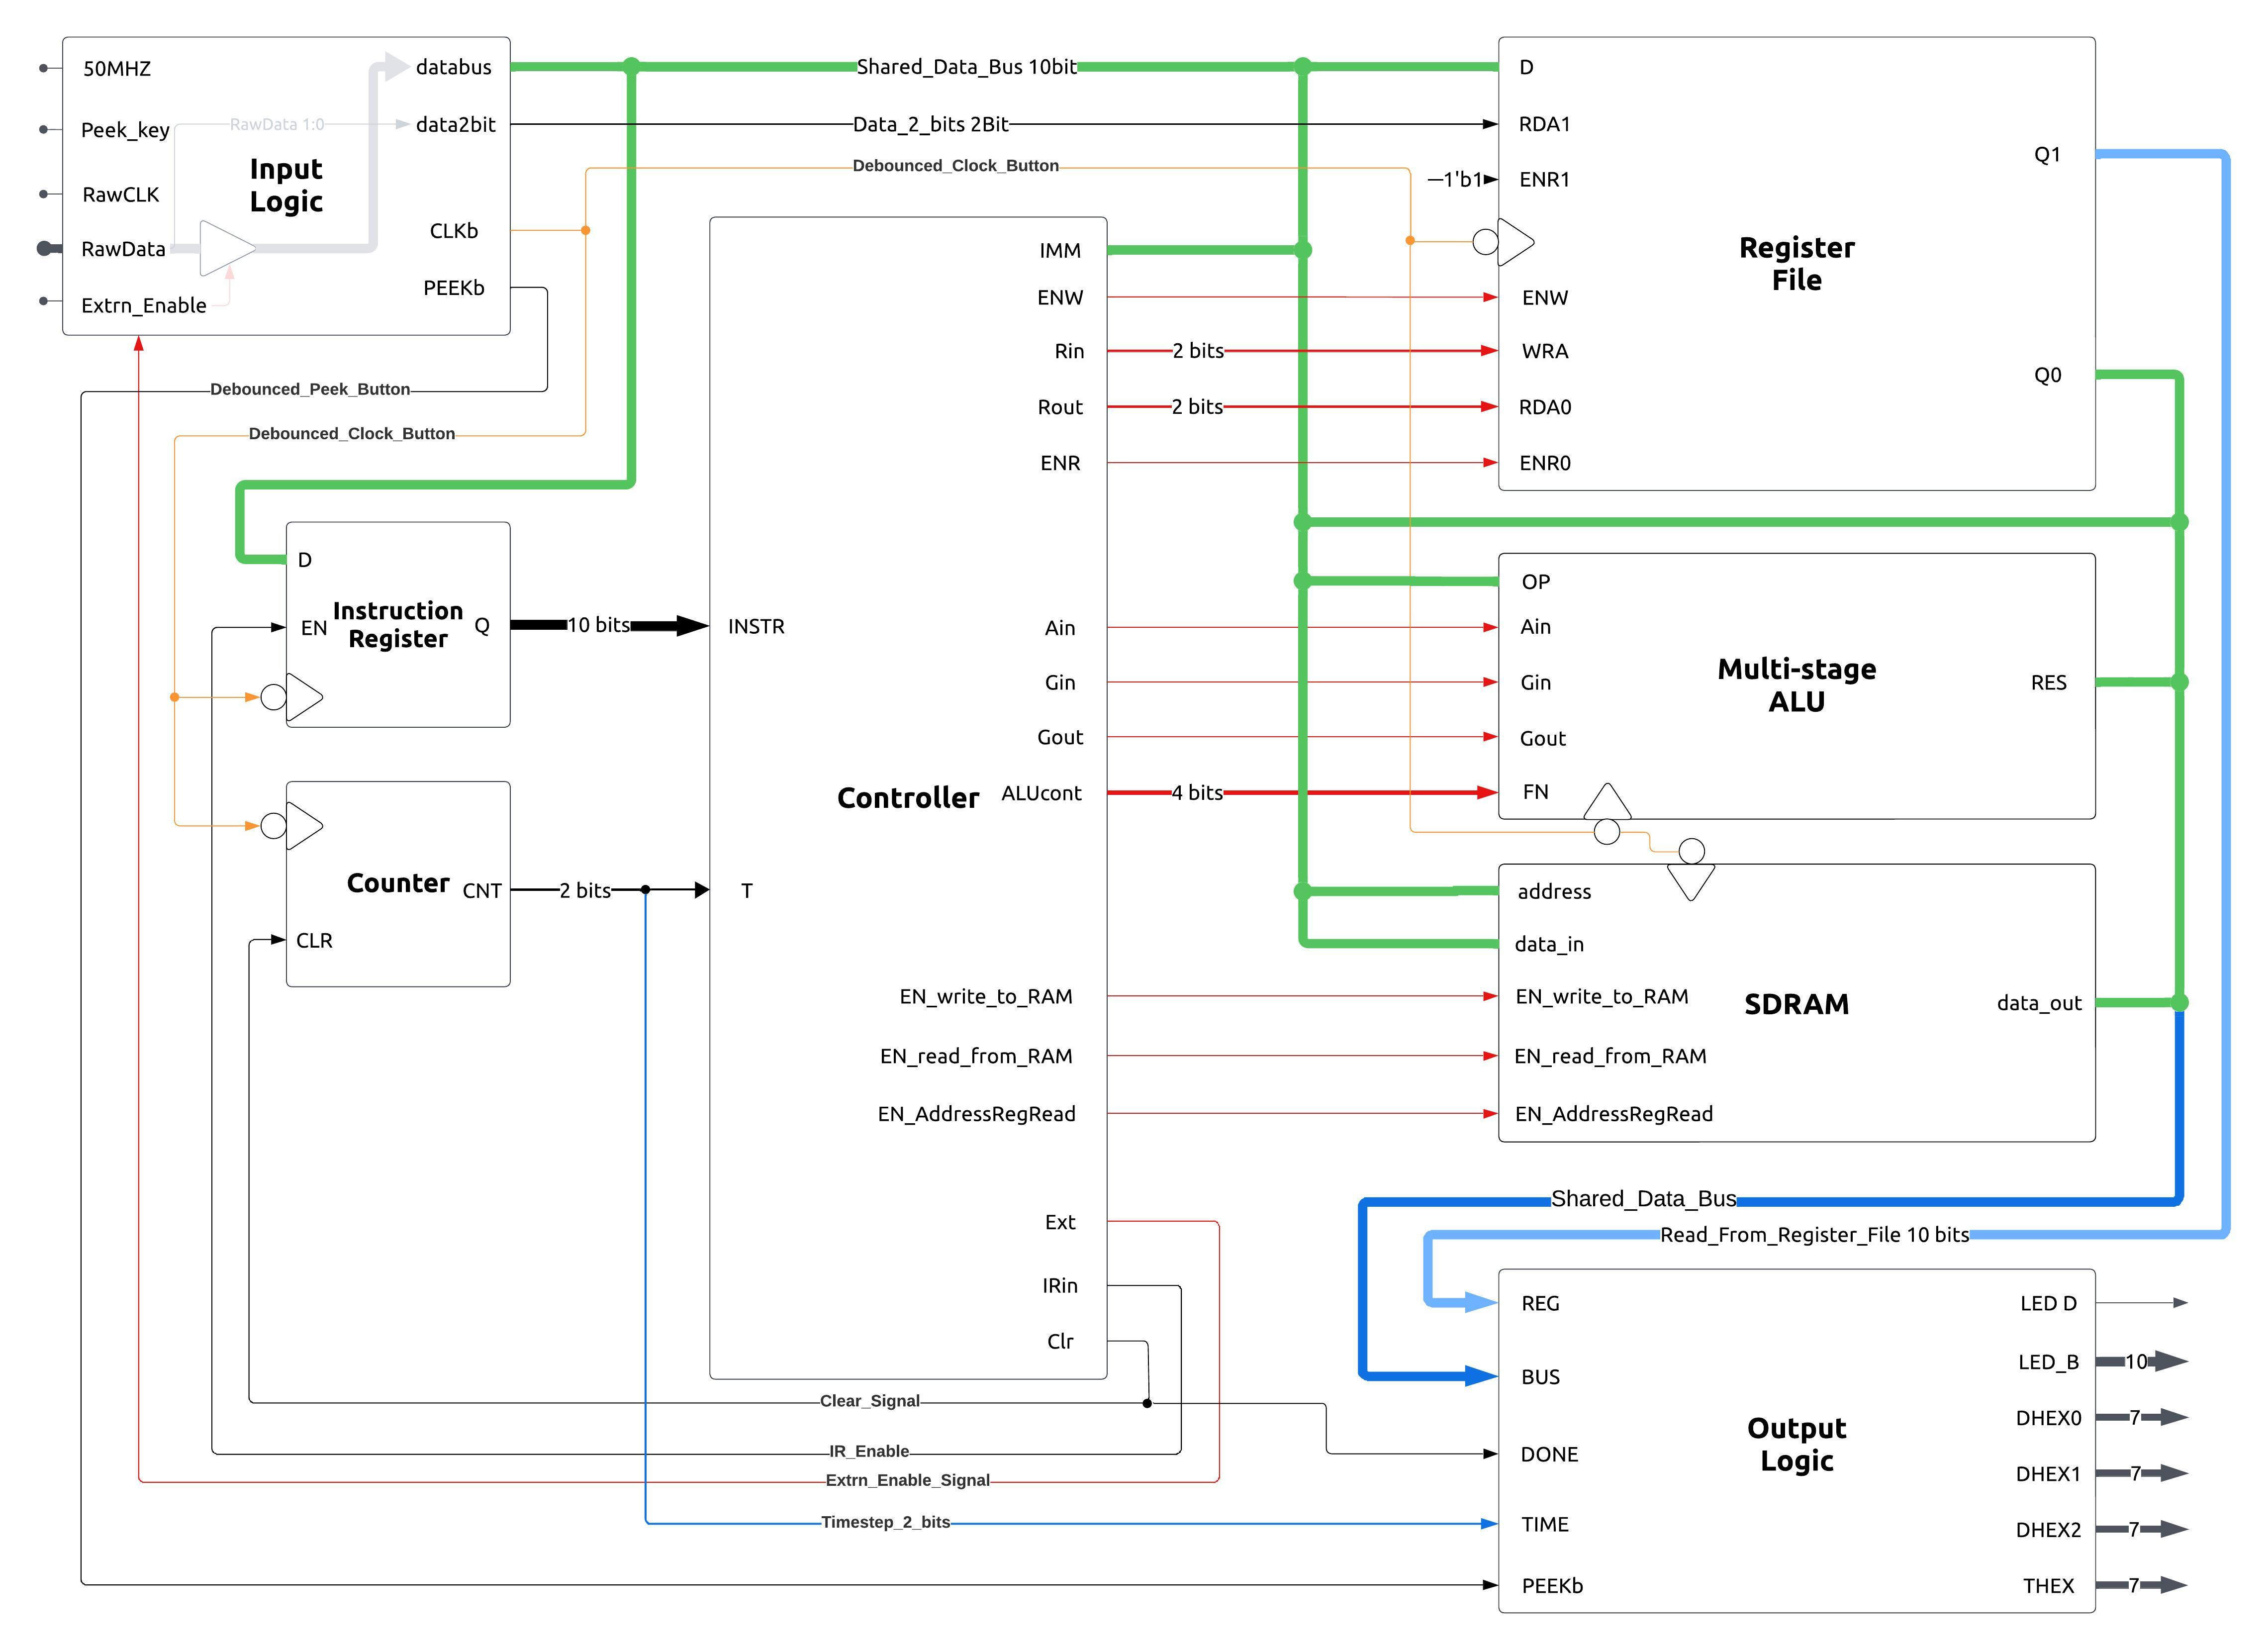 50MHZ
Peek_key
RawCLK
RawData
Extrn_Enable
RawData 1:0
Input
Logic
databus
data2bit
CLKb
PEEKb
Shared_Data_Bus 10bit
Data_2_bits 2Bit
Debounced_Clock_Button
1'b1
D
RDA1
ENR1
ENW
WRA
RDA0
ENR0
Register
File
Q1
Q0
Debounced_Peek_Button
Debounced_Clock_Button
D
EN
Instruction
Register
Q
10 bits
Counter
CNT
CLR
2 bits
INSTR
T
Controller
IMM
ENW
Rin
Rout
ENR
Ain
Gin
Gout
ALUcont
EN_write_to_RAM
EN_read_from_RAM
EN_AddressRegRead
Ext
IRin
Clr
2 bits
2 bits
4 bits
OP
Ain
Gin
Gout
FN
Multi-stage
ALU
RES
address
data_in
EN_write_to_RAM
EN_read_from_RAM
EN_AddressRegRead
SDRAM
data_out
Shared_Data_Bus
Read_From_Register_File 10 bits
Clear_Signal
IR_Enable
Extrn_Enable_Signal
Timestep_2_bits
REG
BUS
DONE
TIME
PEEKb
Output
Logic
LED D
LED_B
10
DHEX0
7
DHEX1
7
DHEX2
7
THEX
7